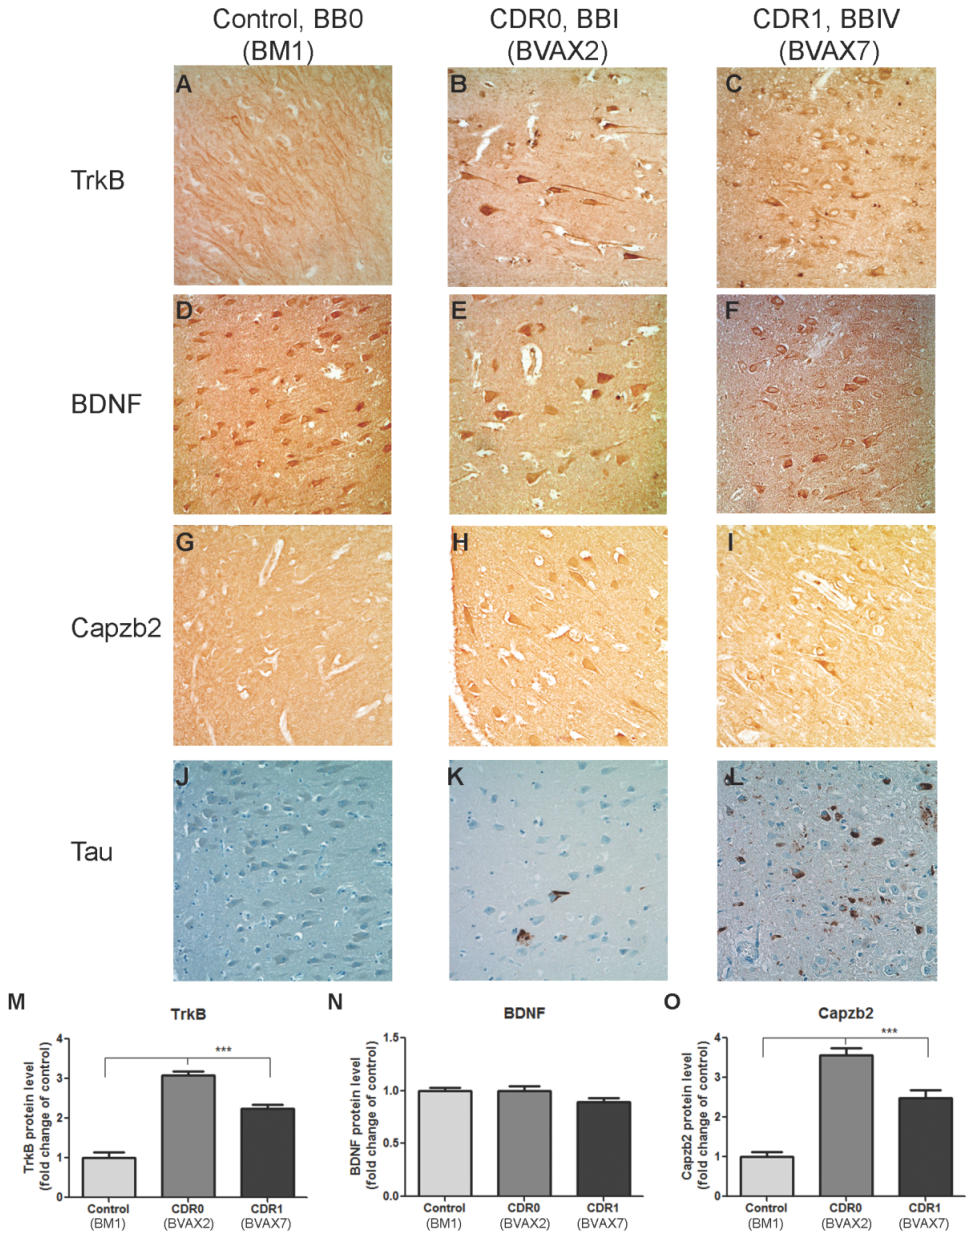 Control, BB0
(BM1)
CDR0, BBI
(BVAX2)
CDR1, BBIV
(BVAX7)
TrkB
A
B
C
BDNF
D
E
F
Capzb2
G
H
I
Tau
J
K
L
M
TrkB
TrkB protein level
(fold change of control)
4
3
2
1
0
***
Control
(BM1)
CDR0
(BVAX2)
CDR1
(BVAX7)
N
BDNF
BDNF protein level
(fold change of control)
1.5
1.0
0.5
0.0
Control
(BM1)
CDR0
(BVAX2)
CDR1
(BVAX7)
O
Capzb2
Capzb2 protein level
(fold change of control)
4
3
2
1
0
***
Control
(BM1)
CDR0
(BVAX2)
CDR1
(BVAX7)